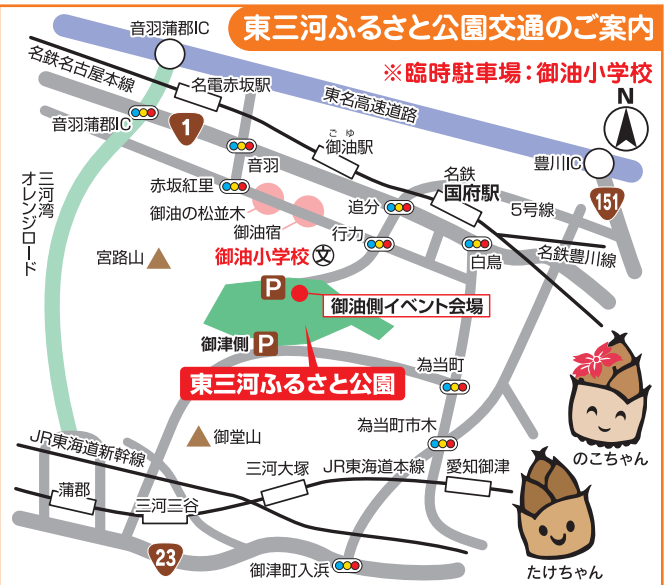 東三河ふるさと公園交通のご案内
※臨時駐車場：御油小学校
音羽蒲郡IC
名鉄名古屋本線
名電赤坂駅
東名高速道路
N
音羽蒲郡IC
1
音羽
ごゆ
御油駅
豊川IC
三河湾
オレンジロード
赤坂紅里
御油の松並木
御油宿
追分
名鉄
国府駅
5号線
151
行力
白鳥
名鉄豊川線
宮路山
御油小学校
文
P
御油側イベント会場
御津側
P
東三河ふるさと公園
為当町
為当町市木
のこちゃん
御堂山
JR東海道新幹線
三河大塚
JR東海道本線
愛知御津
蒲郡
三河三谷
23
御津町入浜
たけちゃん